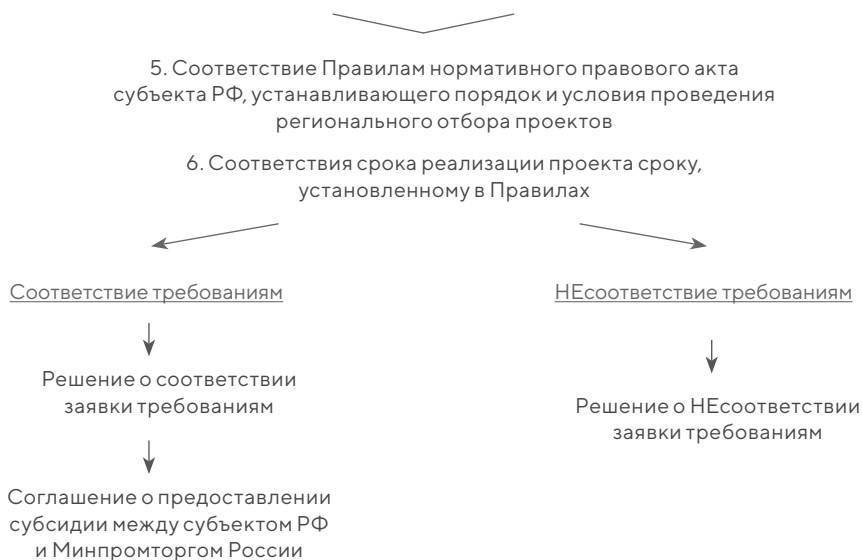 5. Соответствие Правилам нормативного правового акта
субъекта РФ, устанавливающего порядок и условия проведения
регионального отбора проектов
6. Соответствия срока реализации проекта сроку,
установленному в Правилах
Соответствие требованиям
НЕсоответствие требованиям
Решение о соответствии
заявки требованиям
Решение о НЕсоответствии
заявки требованиям
Соглашение о предоставлении
субсидии между субъектом РФ
и Минпромторгом России